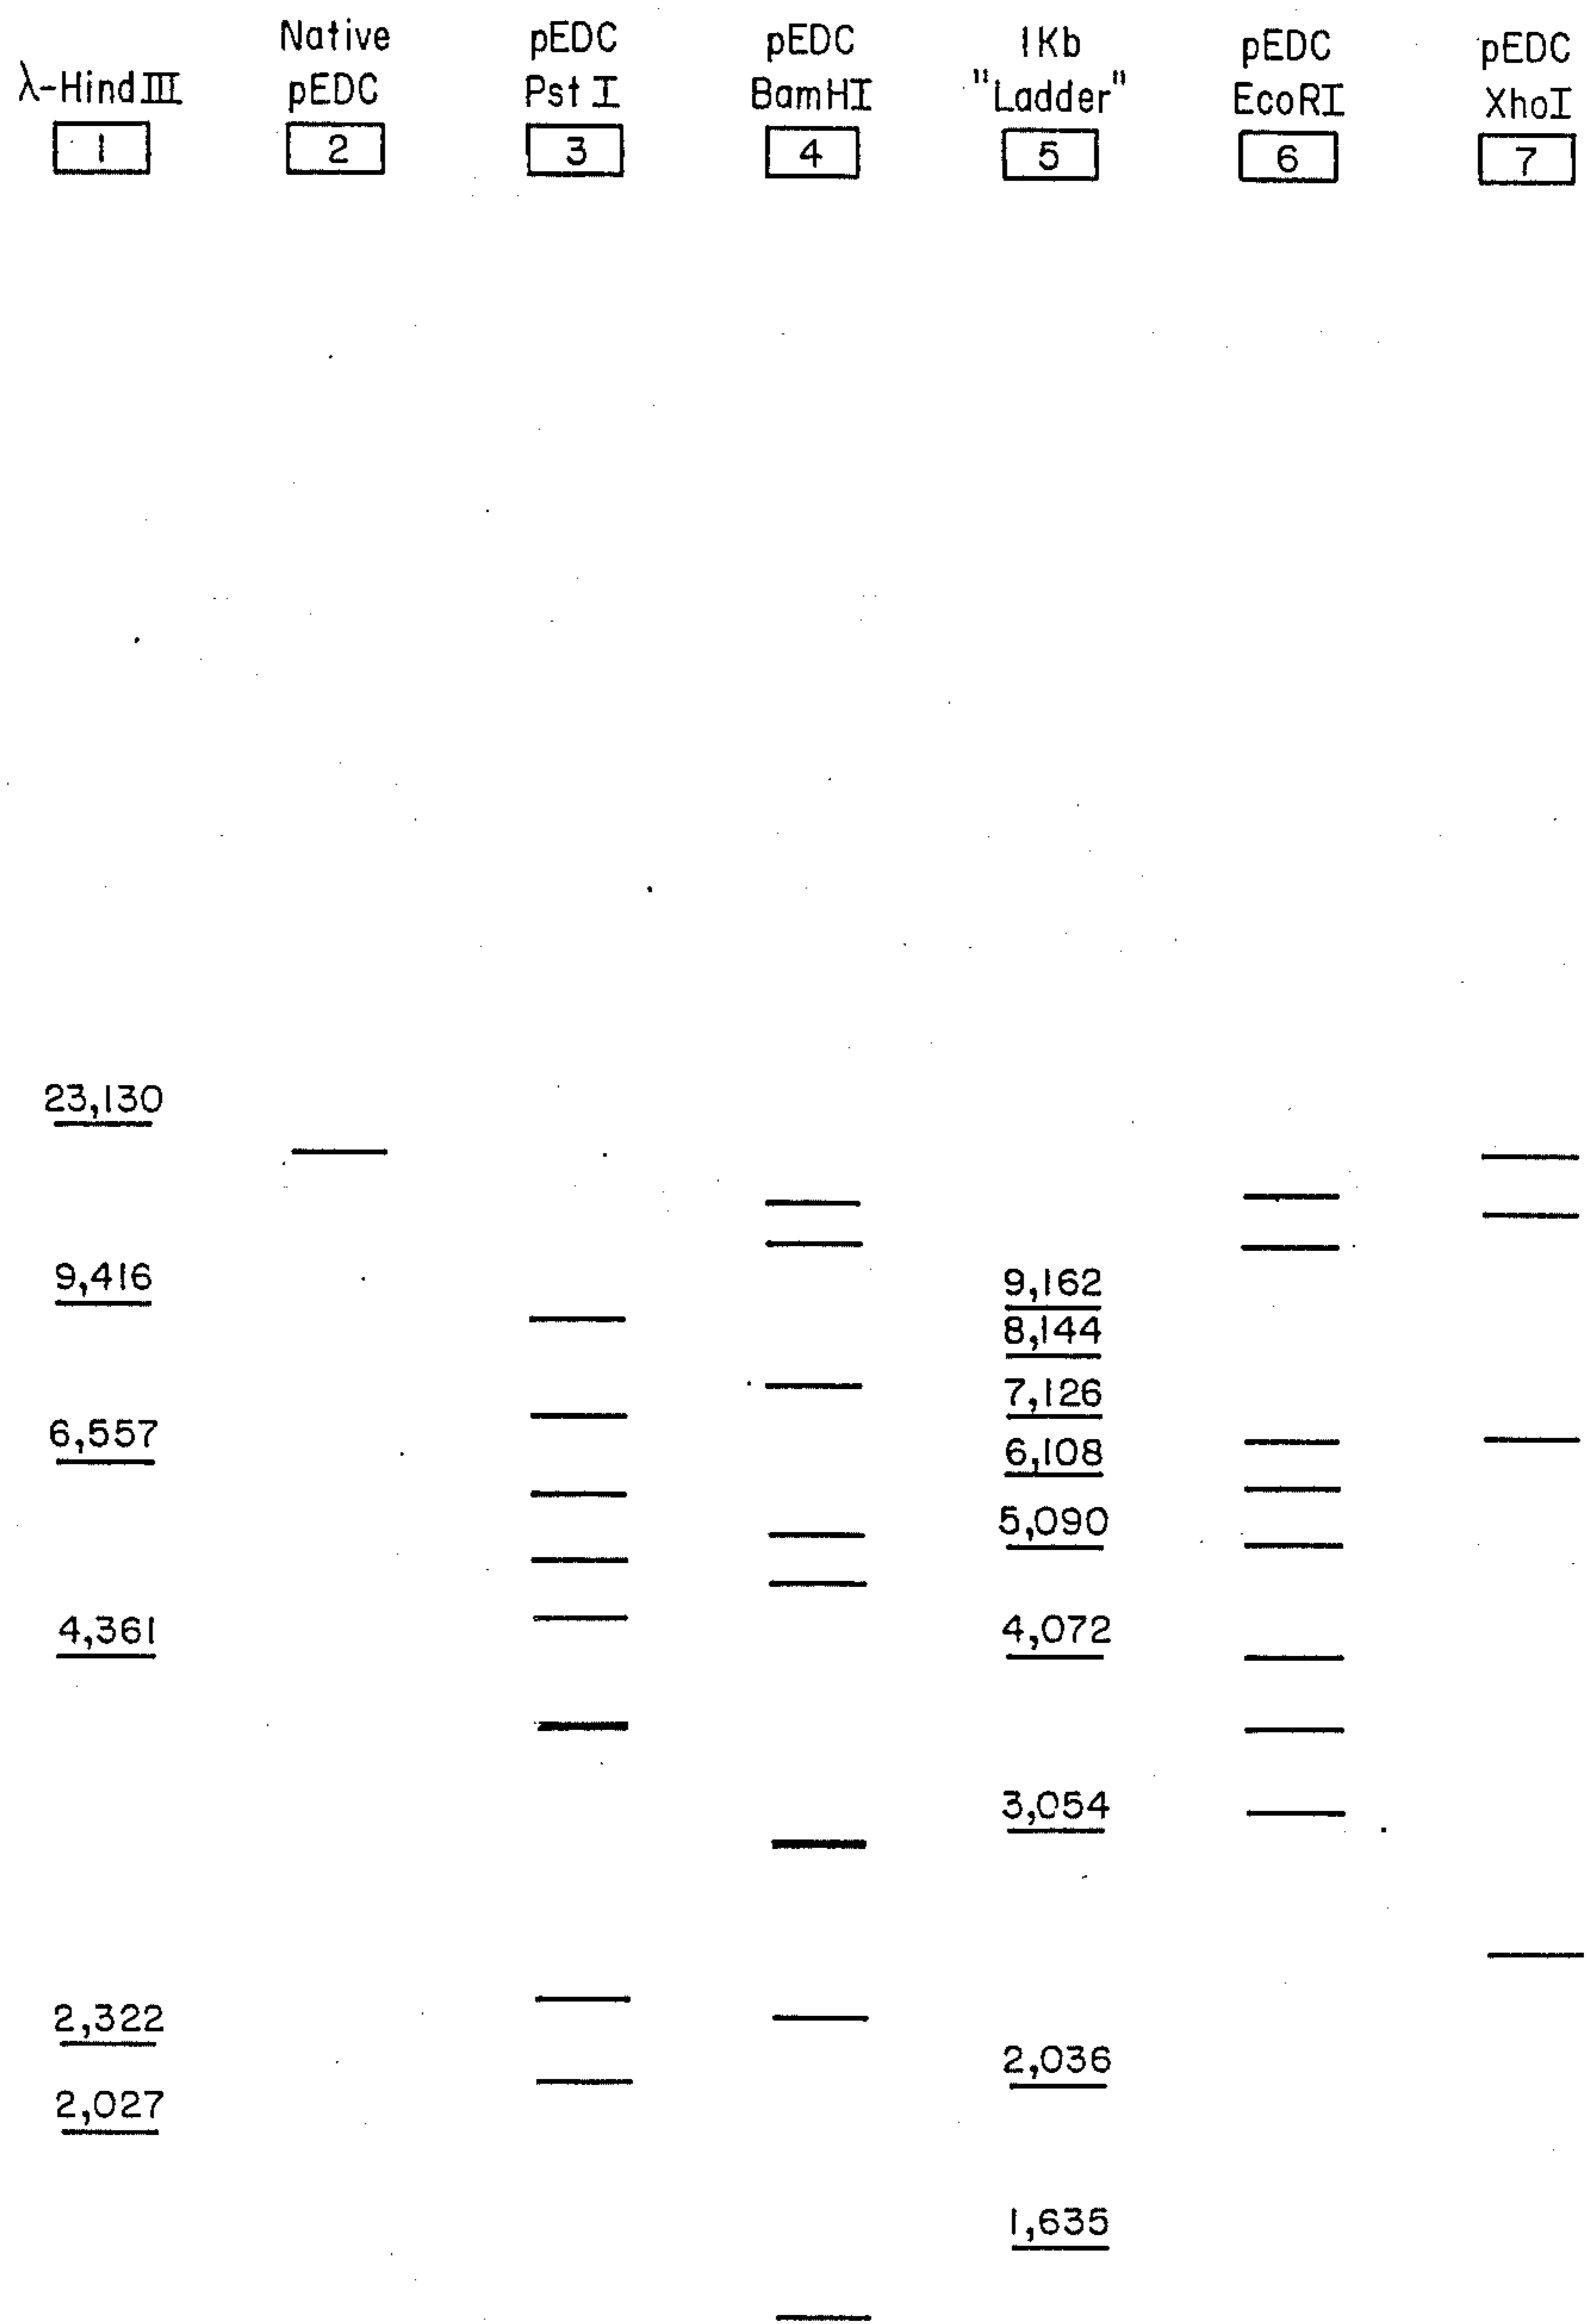 λ-Hind III
1
Native
pEDC
2
pEDC
Pst I
3
pEDC
BamHI
4
1Kb
"Ladder"
5
pEDC
EcoRI
6
pEDC
XhoI
7
23,130
9,416
6,557
4,361
2,322
2,027
9,162
8,144
7,126
6,108
5,090
4,072
3,054
2,036
1,635